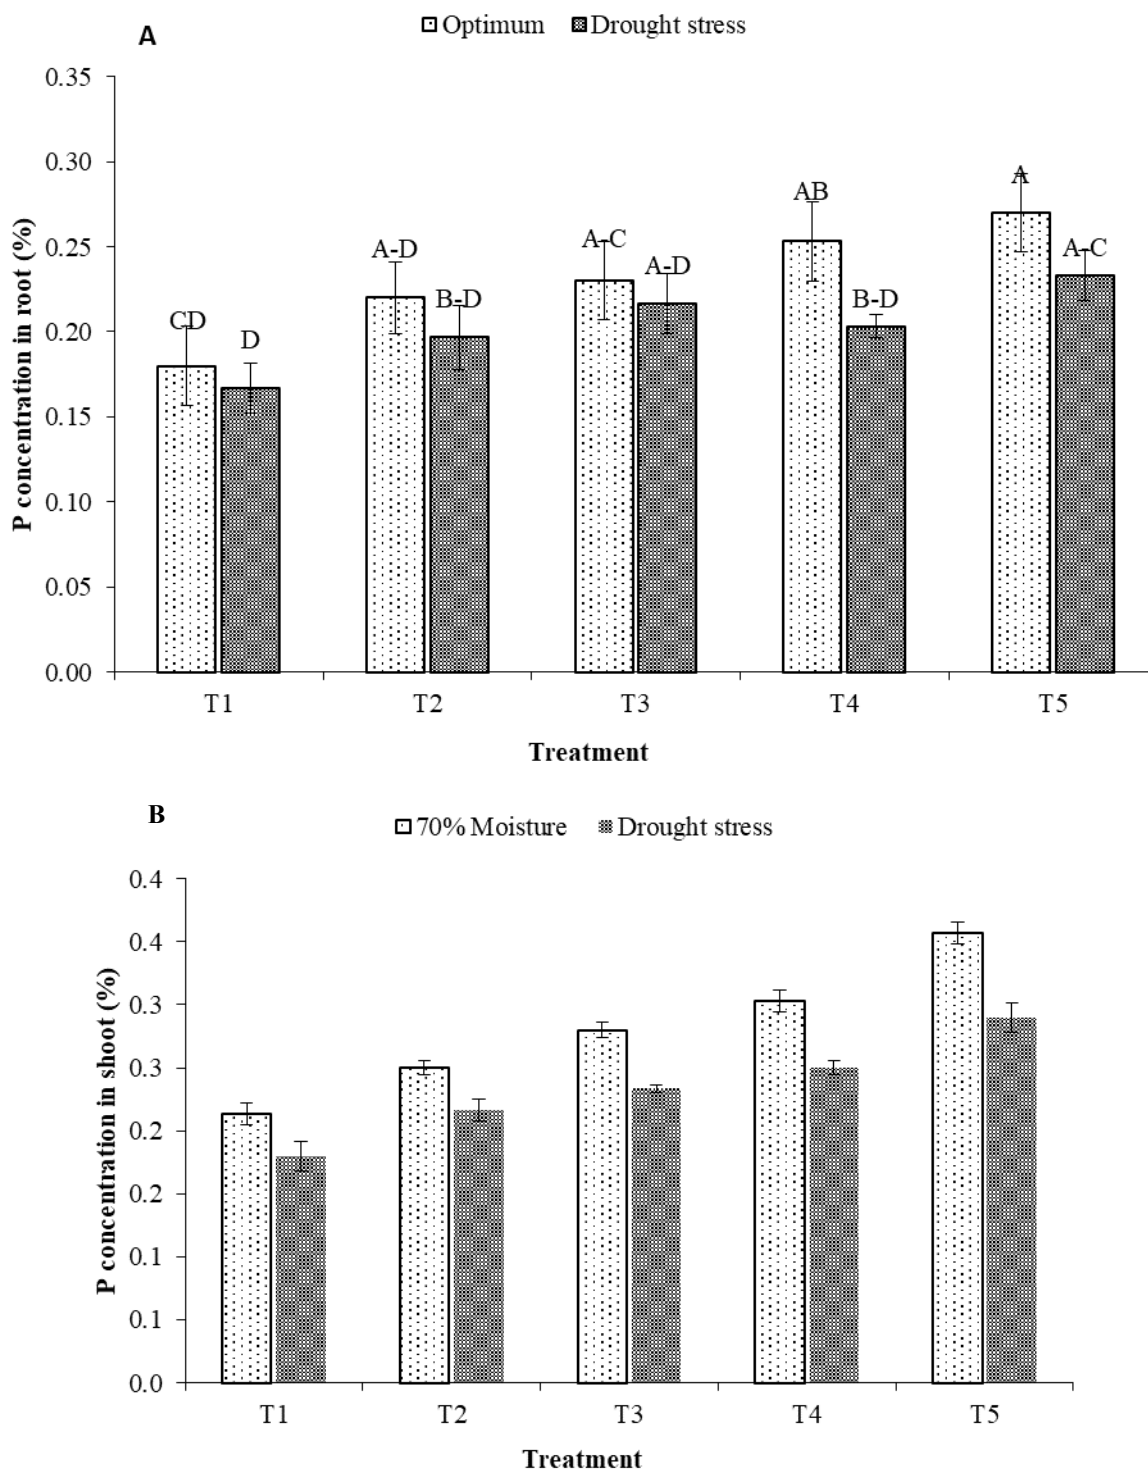 A
Optimum Drought stress
0.35
0.30
0.25
0.20
0.15
0.10
0.05
0.00
P concentration in root (%)
CD D A-D B-D A-C A-D AB B-D A A-C
T1 T2 T3 T4 T5
Treatment
B
70% Moisture Drought stress
0.4
0.4
0.3
0.3
0.2
0.2
0.1
0.1
0.0
P concentration in shoot (%)
T1 T2 T3 T4 T5
Treatment